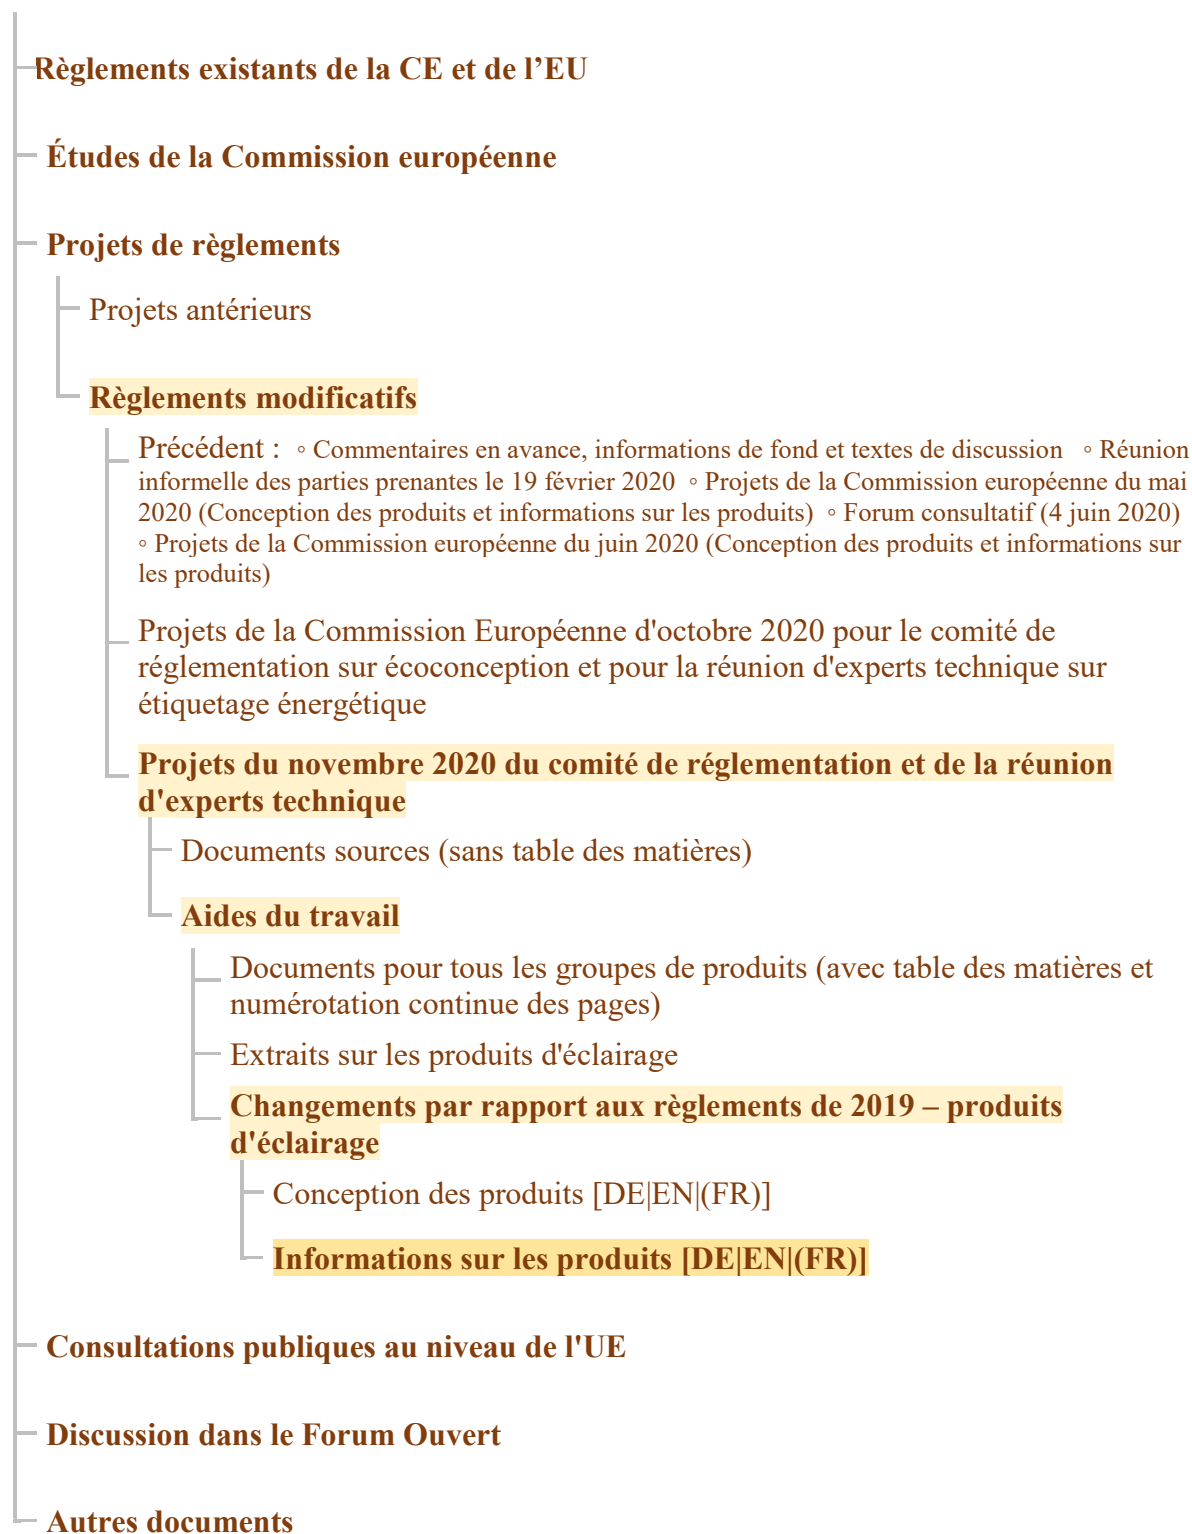 Règlements existants de la CE et de l’EU
Études de la Commission européenne
Projets de règlements
Projets antérieurs
Règlements modificatifs
Précédent : ◦ Commentaires en avance, informations de fond et textes de discussion ◦ Réunion
informelle des parties prenantes le 19 février 2020 ◦ Projets de la Commission européenne du mai
2020 (Conception des produits et informations sur les produits) ◦ Forum consultatif (4 juin 2020)
◦ Projets de la Commission européenne du juin 2020 (Conception des produits et informations sur
les produits)
Projets de la Commission Européenne d'octobre 2020 pour le comité de
réglementation sur écoconception et pour la réunion d'experts technique sur
étiquetage énergétique
Projets du novembre 2020 du comité de réglementation et de la réunion
d'experts technique
Documents sources (sans table des matières)
Aides du travail
Documents pour tous les groupes de produits (avec table des matières et
numérotation continue des pages)
Extraits sur les produits d'éclairage
Changements par rapport aux règlements de 2019 – produits
d'éclairage
Conception des produits [DE|EN|(FR)]
Informations sur les produits [DE|EN|(FR)]
Consultations publiques au niveau de l'UE
Discussion dans le Forum Ouvert
Autres documents